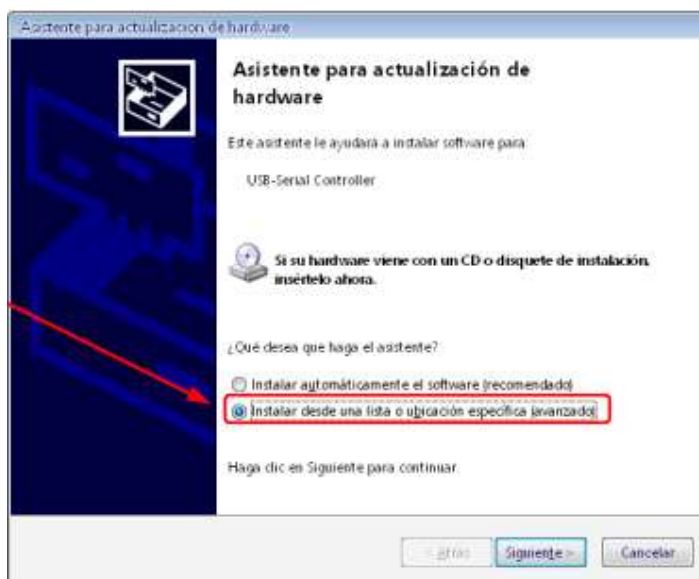 Asistente para actualización de hardware
Asistente para actualización de
hardware
Este asistente le ayudará a instalar software para:
USB-Serial Controller
Si su hardware viene con un CD o disquete de instalación,
insértelo ahora.
¿Qué desea que haga el asistente?
Instalar automáticamente el software (recomendado)
Instalar desde una lista o ubicación específica (avanzado)
Haga clic en Siguiente para continuar.
< Atrás
Siguiente >
Cancelar